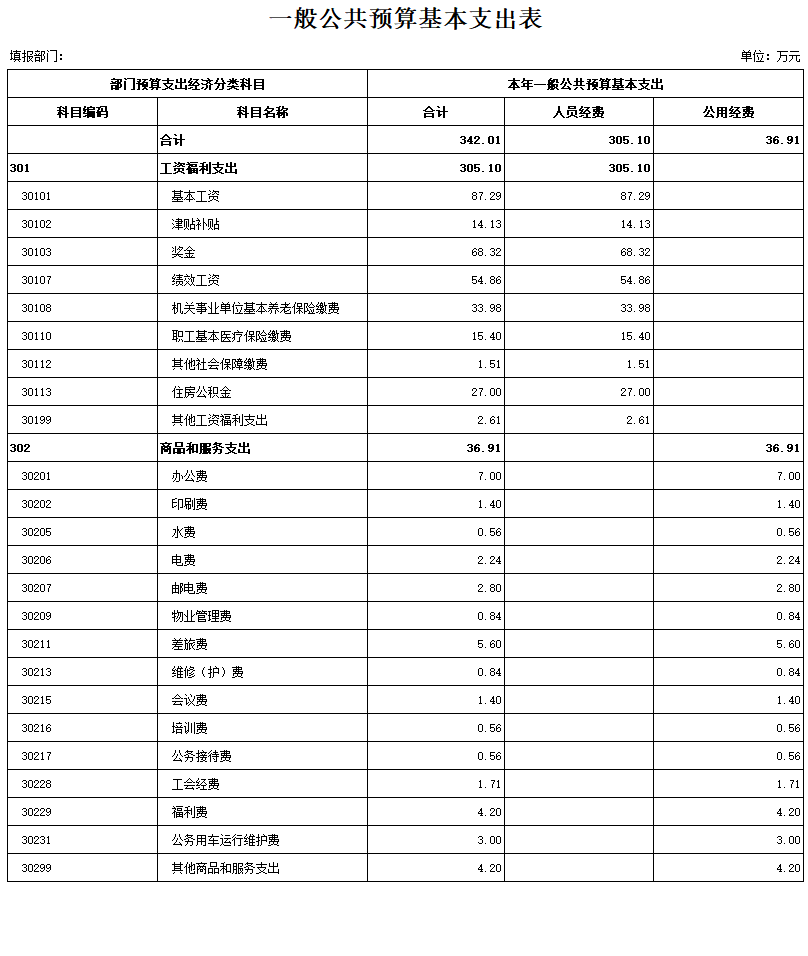 一般公共预算基本支出表
填报部门： 单位：万元
部门预算支出经济分类科目 本年一般公共预算基本支出
科目编码 科目名称 合计 人员经费 公用经费
合计 342.01 305.10 36.91
301 工资福利支出 305.10 305.10
30101 基本工资 87.29 87.29
30102 津贴补贴 14.13 14.13
30103 奖金 68.32 68.32
30107 绩效工资 54.86 54.86
30108 机关事业单位基本养老保险缴费 33.98 33.98
30110 职工基本医疗保险缴费 15.40 15.40
30112 其他社会保障缴费 1.51 1.51
30113 住房公积金 27.00 27.00
30199 其他工资福利支出 2.61 2.61
302 商品和服务支出 36.91 36.91
30201 办公费 7.00 7.00
30202 印刷费 1.40 1.40
30205 水费 0.56 0.56
30206 电费 2.24 2.24
30207 邮电费 2.80 2.80
30209 物业管理费 0.84 0.84
30211 差旅费 5.60 5.60
30213 维修（护）费 0.84 0.84
30215 会议费 1.40 1.40
30216 培训费 0.56 0.56
30217 公务接待费 0.56 0.56
30228 工会经费 1.71 1.71
30229 福利费 4.20 4.20
30231 公务用车运行维护费 3.00 3.00
30299 其他商品和服务支出 4.20 4.20